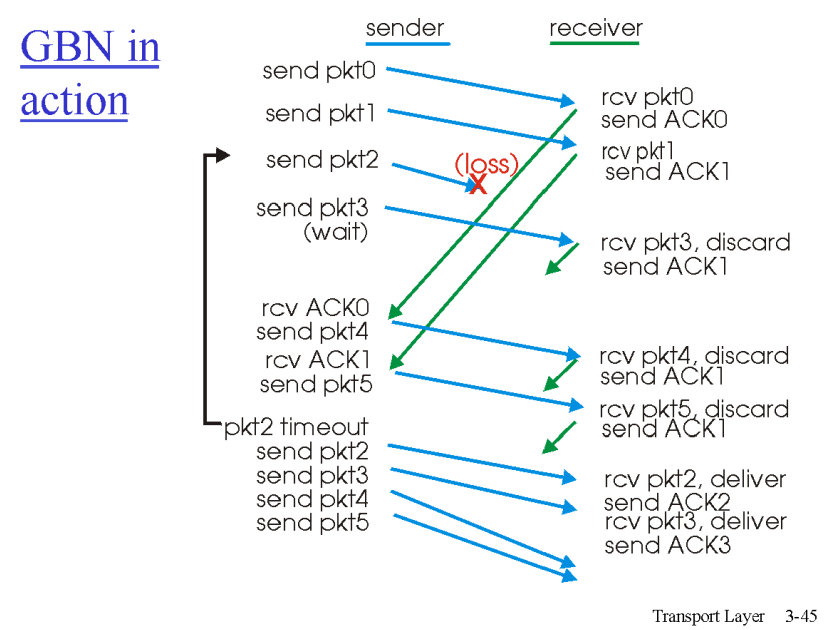 GBN in
action
sender
receiver
send pkt0
rcv pkt0
send ACK0
send pkt1
rcv pkt1
send ACK1
send pkt2
(loss)
X
send pkt3
(wait)
rcv pkt3, discard
send ACK1
rcv ACK0
send pkt4
rcv ACK1
send pkt5
rcv pkt4, discard
send ACK1
rcv pkt5, discard
send ACK1
pkt2 timeout
send pkt2
send pkt3
send pkt4
send pkt5
rcv pkt2, deliver
send ACK2
rcv pkt3, deliver
send ACK3
Transport Layer 3-45